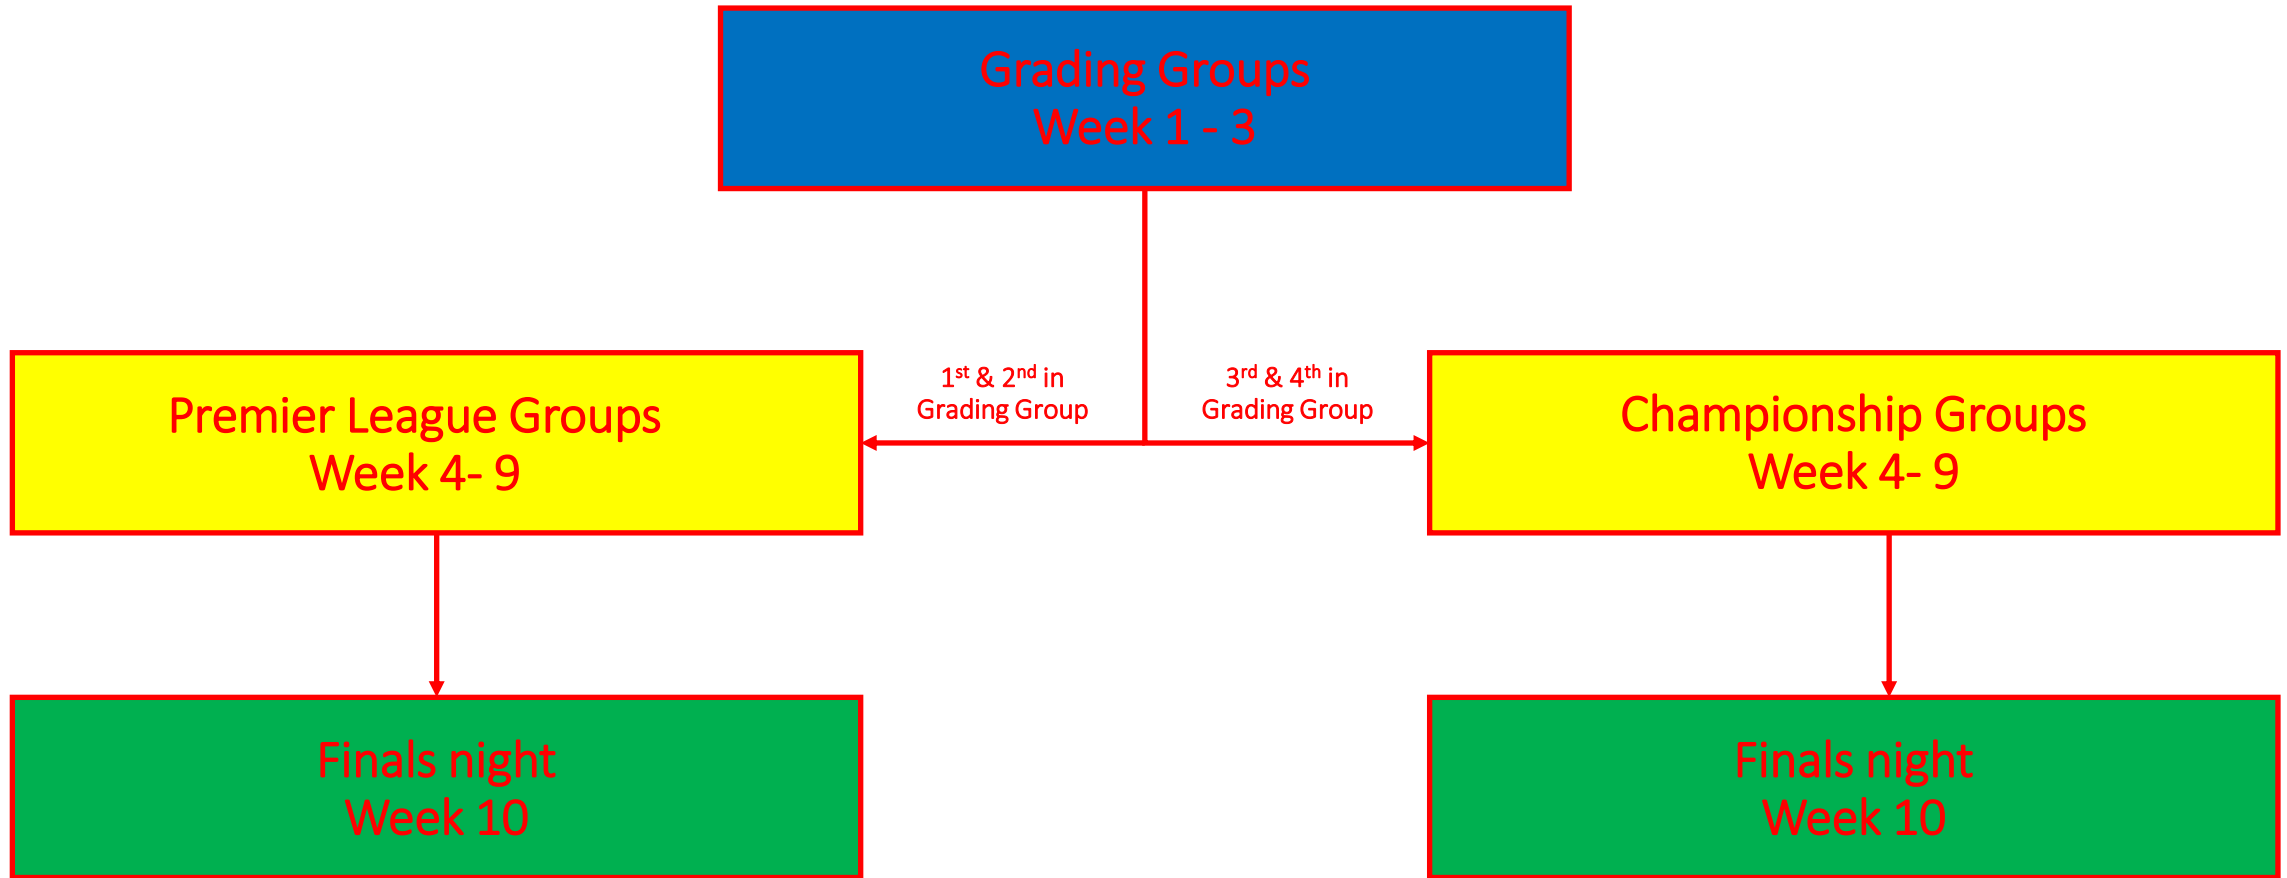 Grading Groups
Week 1 - 3
1st & 2nd in
Grading Group
3rd & 4th in
Grading Group
Premier League Groups
Week 4- 9
Championship Groups
Week 4- 9
Finals night
Week 10
Finals night
Week 10